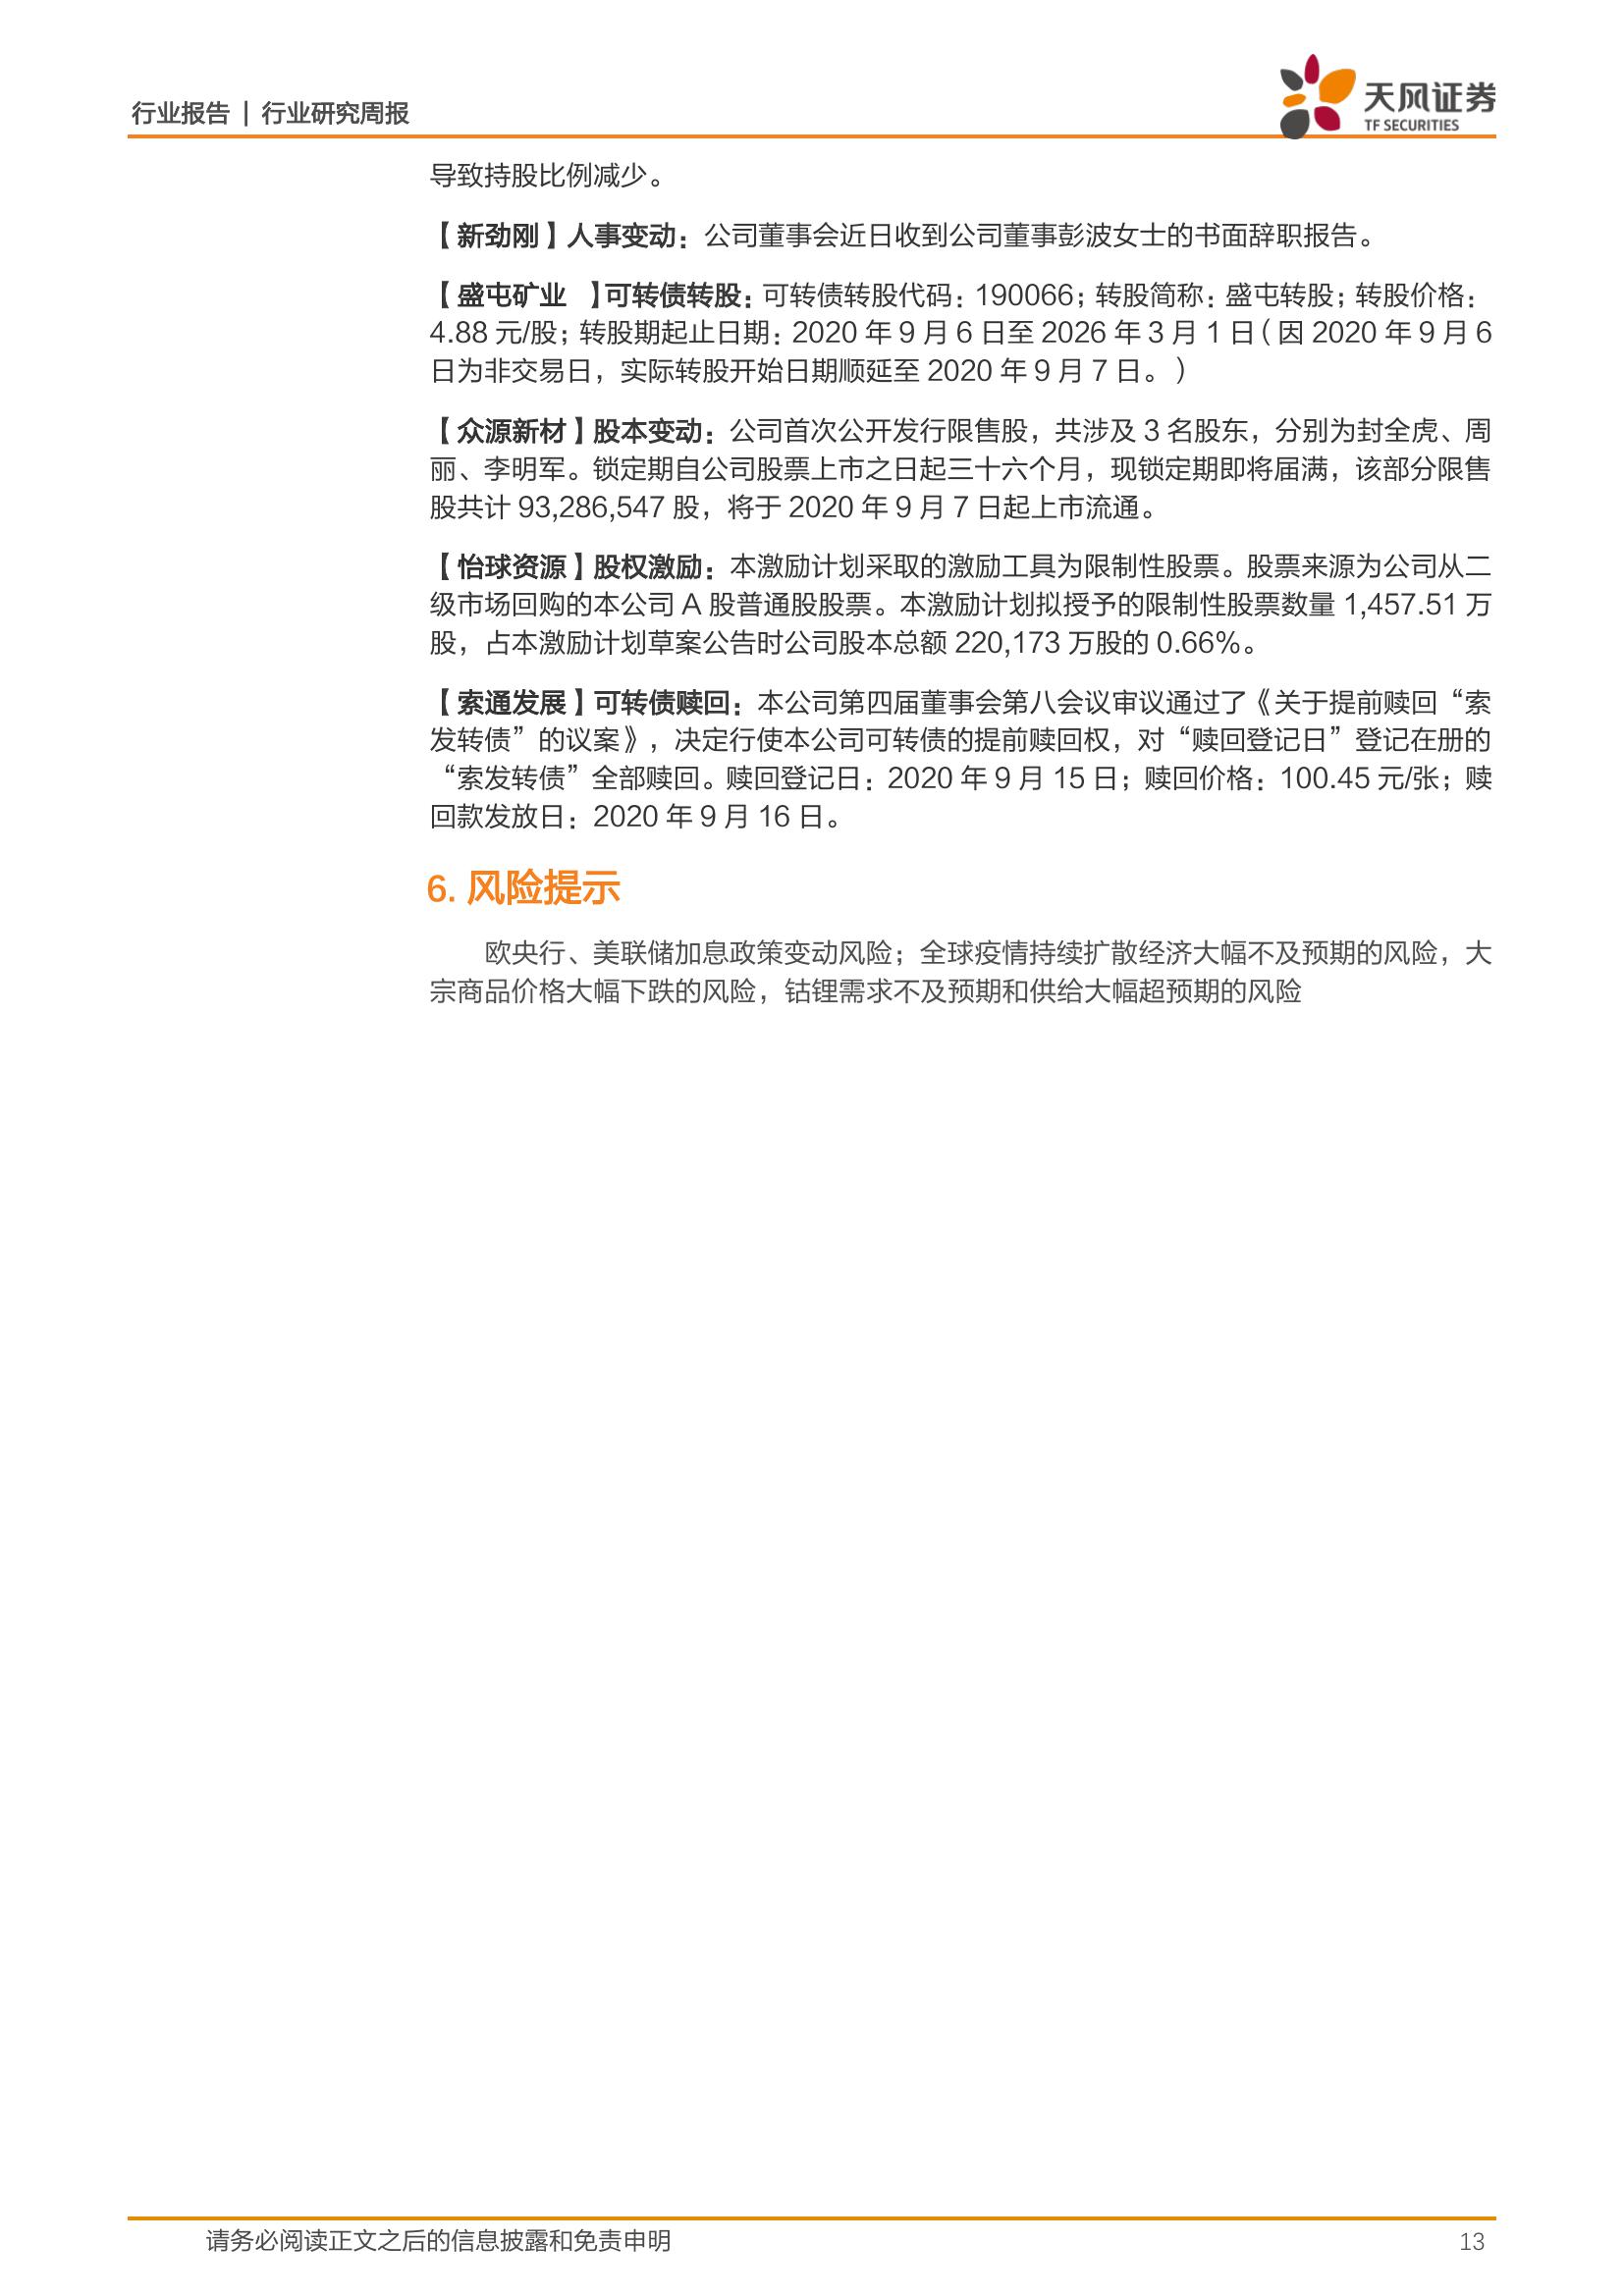 行业报告 | 行业研究周报
天风证券
TF SECURITIES
导致持股比例减少。
【新劲刚】人事变动：公司董事会近日收到公司董事彭波女士的书面辞职报告。
【盛屯矿业 】可转债转股：可转债转股代码：190066；转股简称：盛屯转股；转股价格：
4.88 元/股；转股期起止日期：2020 年 9 月 6 日至 2026 年 3 月 1 日（因 2020 年 9 月 6
日为非交易日，实际转股开始日期顺延至 2020 年 9 月 7 日。）
【众源新材】股本变动：公司首次公开发行限售股，共涉及 3 名股东，分别为封全虎、周
丽、李明军。锁定期自公司股票上市之日起三十六个月，现锁定期即将届满，该部分限售
股共计 93,286,547 股，将于 2020 年 9 月 7 日起上市流通。
【怡球资源】股权激励：本激励计划采取的激励工具为限制性股票。股票来源为公司从二
级市场回购的本公司 A 股普通股股票。本激励计划拟授予的限制性股票数量 1,457.51 万
股，占本激励计划草案公告时公司股本总额 220,173 万股的 0.66%。
【索通发展】可转债赎回：本公司第四届董事会第八会议审议通过了《关于提前赎回“索
发转债”的议案》，决定行使本公司可转债的提前赎回权，对“赎回登记日”登记在册的
“索发转债”全部赎回。赎回登记日：2020 年 9 月 15 日；赎回价格：100.45 元/张；赎
回款发放日：2020 年 9 月 16 日。
6. 风险提示
欧央行、美联储加息政策变动风险；全球疫情持续扩散经济大幅不及预期的风险，大
宗商品价格大幅下跌的风险，钴锂需求不及预期和供给大幅超预期的风险
请务必阅读正文之后的信息披露和免责申明
13